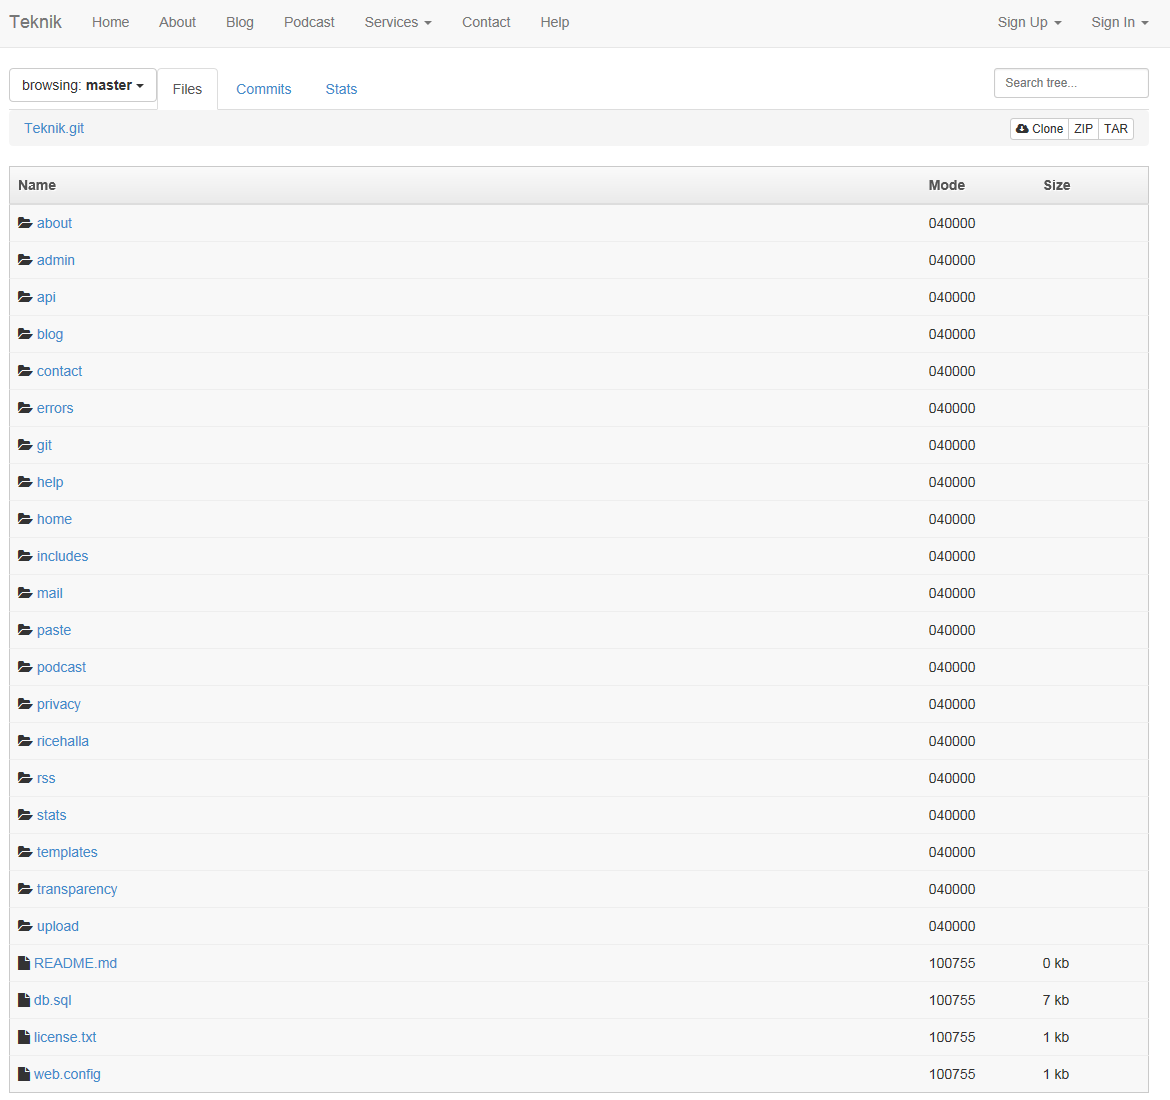 Teknik Home About Blog Podcast Services Contact Help Sign Up Sign In
browsing: master Files Commits Stats Search tree...
Teknik.git Clone ZIP TAR
Name Mode Size
about 040000
admin 040000
api 040000
blog 040000
contact 040000
errors 040000
git 040000
help 040000
home 040000
includes 040000
mail 040000
paste 040000
podcast 040000
privacy 040000
ricehalla 040000
rss 040000
stats 040000
templates 040000
transparency 040000
upload 040000
README.md 100755 0 kb
db.sql 100755 7 kb
license.txt 100755 1 kb
web.config 100755 1 kb